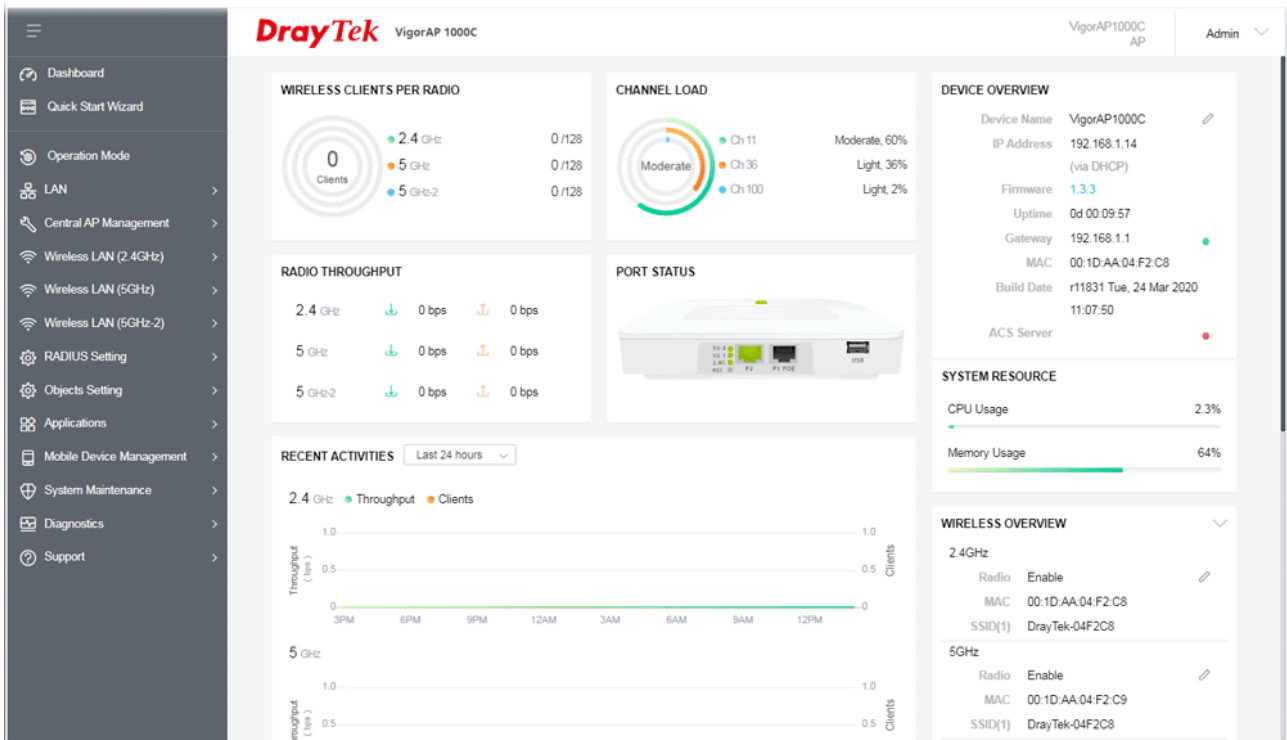 DrayTek VigorAP 1000C
VigorAP1000C
AP
Admin
Dashboard
Quick Start Wizard
Operation Mode
LAN
Central AP Management
Wireless LAN (2.4GHz)
Wireless LAN (5GHz)
Wireless LAN (5GHz-2)
RADIUS Setting
Objects Setting
Applications
Mobile Device Management
System Maintenance
Diagnostics
Support
WIRELESS CLIENTS PER RADIO
0
Clients
2.4 GHz 0 /128
5 GHz 0 /128
5 GHz-2 0 /128
CHANNEL LOAD
Moderate
Ch 11 Moderate, 60%
Ch 36 Light, 36%
Ch 100 Light, 2%
RADIO THROUGHPUT
2.4 GHz 0 bps 0 bps
5 GHz 0 bps 0 bps
5 GHz-2 0 bps 0 bps
PORT STATUS
5G-2
5G-1
2.4G
RST
P2 P1 POE
USB
RECENT ACTIVITIES Last 24 hours
2.4 GHz Throughput Clients
Throughput
( bps )
1.0 1.0
0.5 0.5
0 0
Clients
3PM 6PM 9PM 12AM 3AM 6AM 9AM 12PM
5 GHz
1.0 1.0
0.5 0.5
( bps )
Clients
DEVICE OVERVIEW
Device Name VigorAP1000C
IP Address 192.168.1.14
(via DHCP)
Firmware 1.3.3
Uptime 0d 00:09:57
Gateway 192.168.1.1
MAC 00:1D:AA:04:F2:C8
Build Date r11831 Tue, 24 Mar 2020
11:07:50
ACS Server
SYSTEM RESOURCE
CPU Usage 2.3%
Memory Usage 64%
WIRELESS OVERVIEW
2.4GHz
Radio Enable
MAC 00:1D:AA:04:F2:C8
SSID(1) DrayTek-04F2C8
5GHz
Radio Enable
MAC 00:1D:AA:04:F2:C9
SSID(1) DrayTek-04F2C8